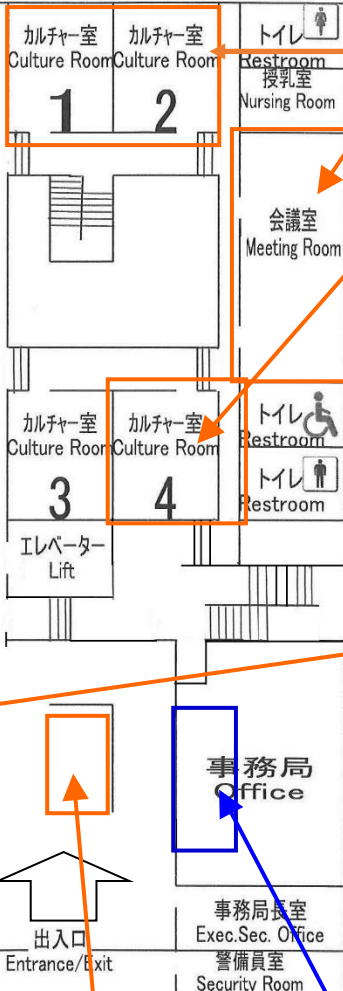 カルチャー室
Culture Room
1
カルチャー室
Culture Room
2
トイレ
Restroom
授乳室
Nursing Room
会議室
Meeting Room
カルチャー室
Culture Room
3
カルチャー室
Culture Room
4
トイレ
Restroom
トイレ
Restroom
エレベーター
Lift
事務局
Office
事務局長室
Exec.Sec. Office
出入口
Entrance/Exit
警備員室
Security Room